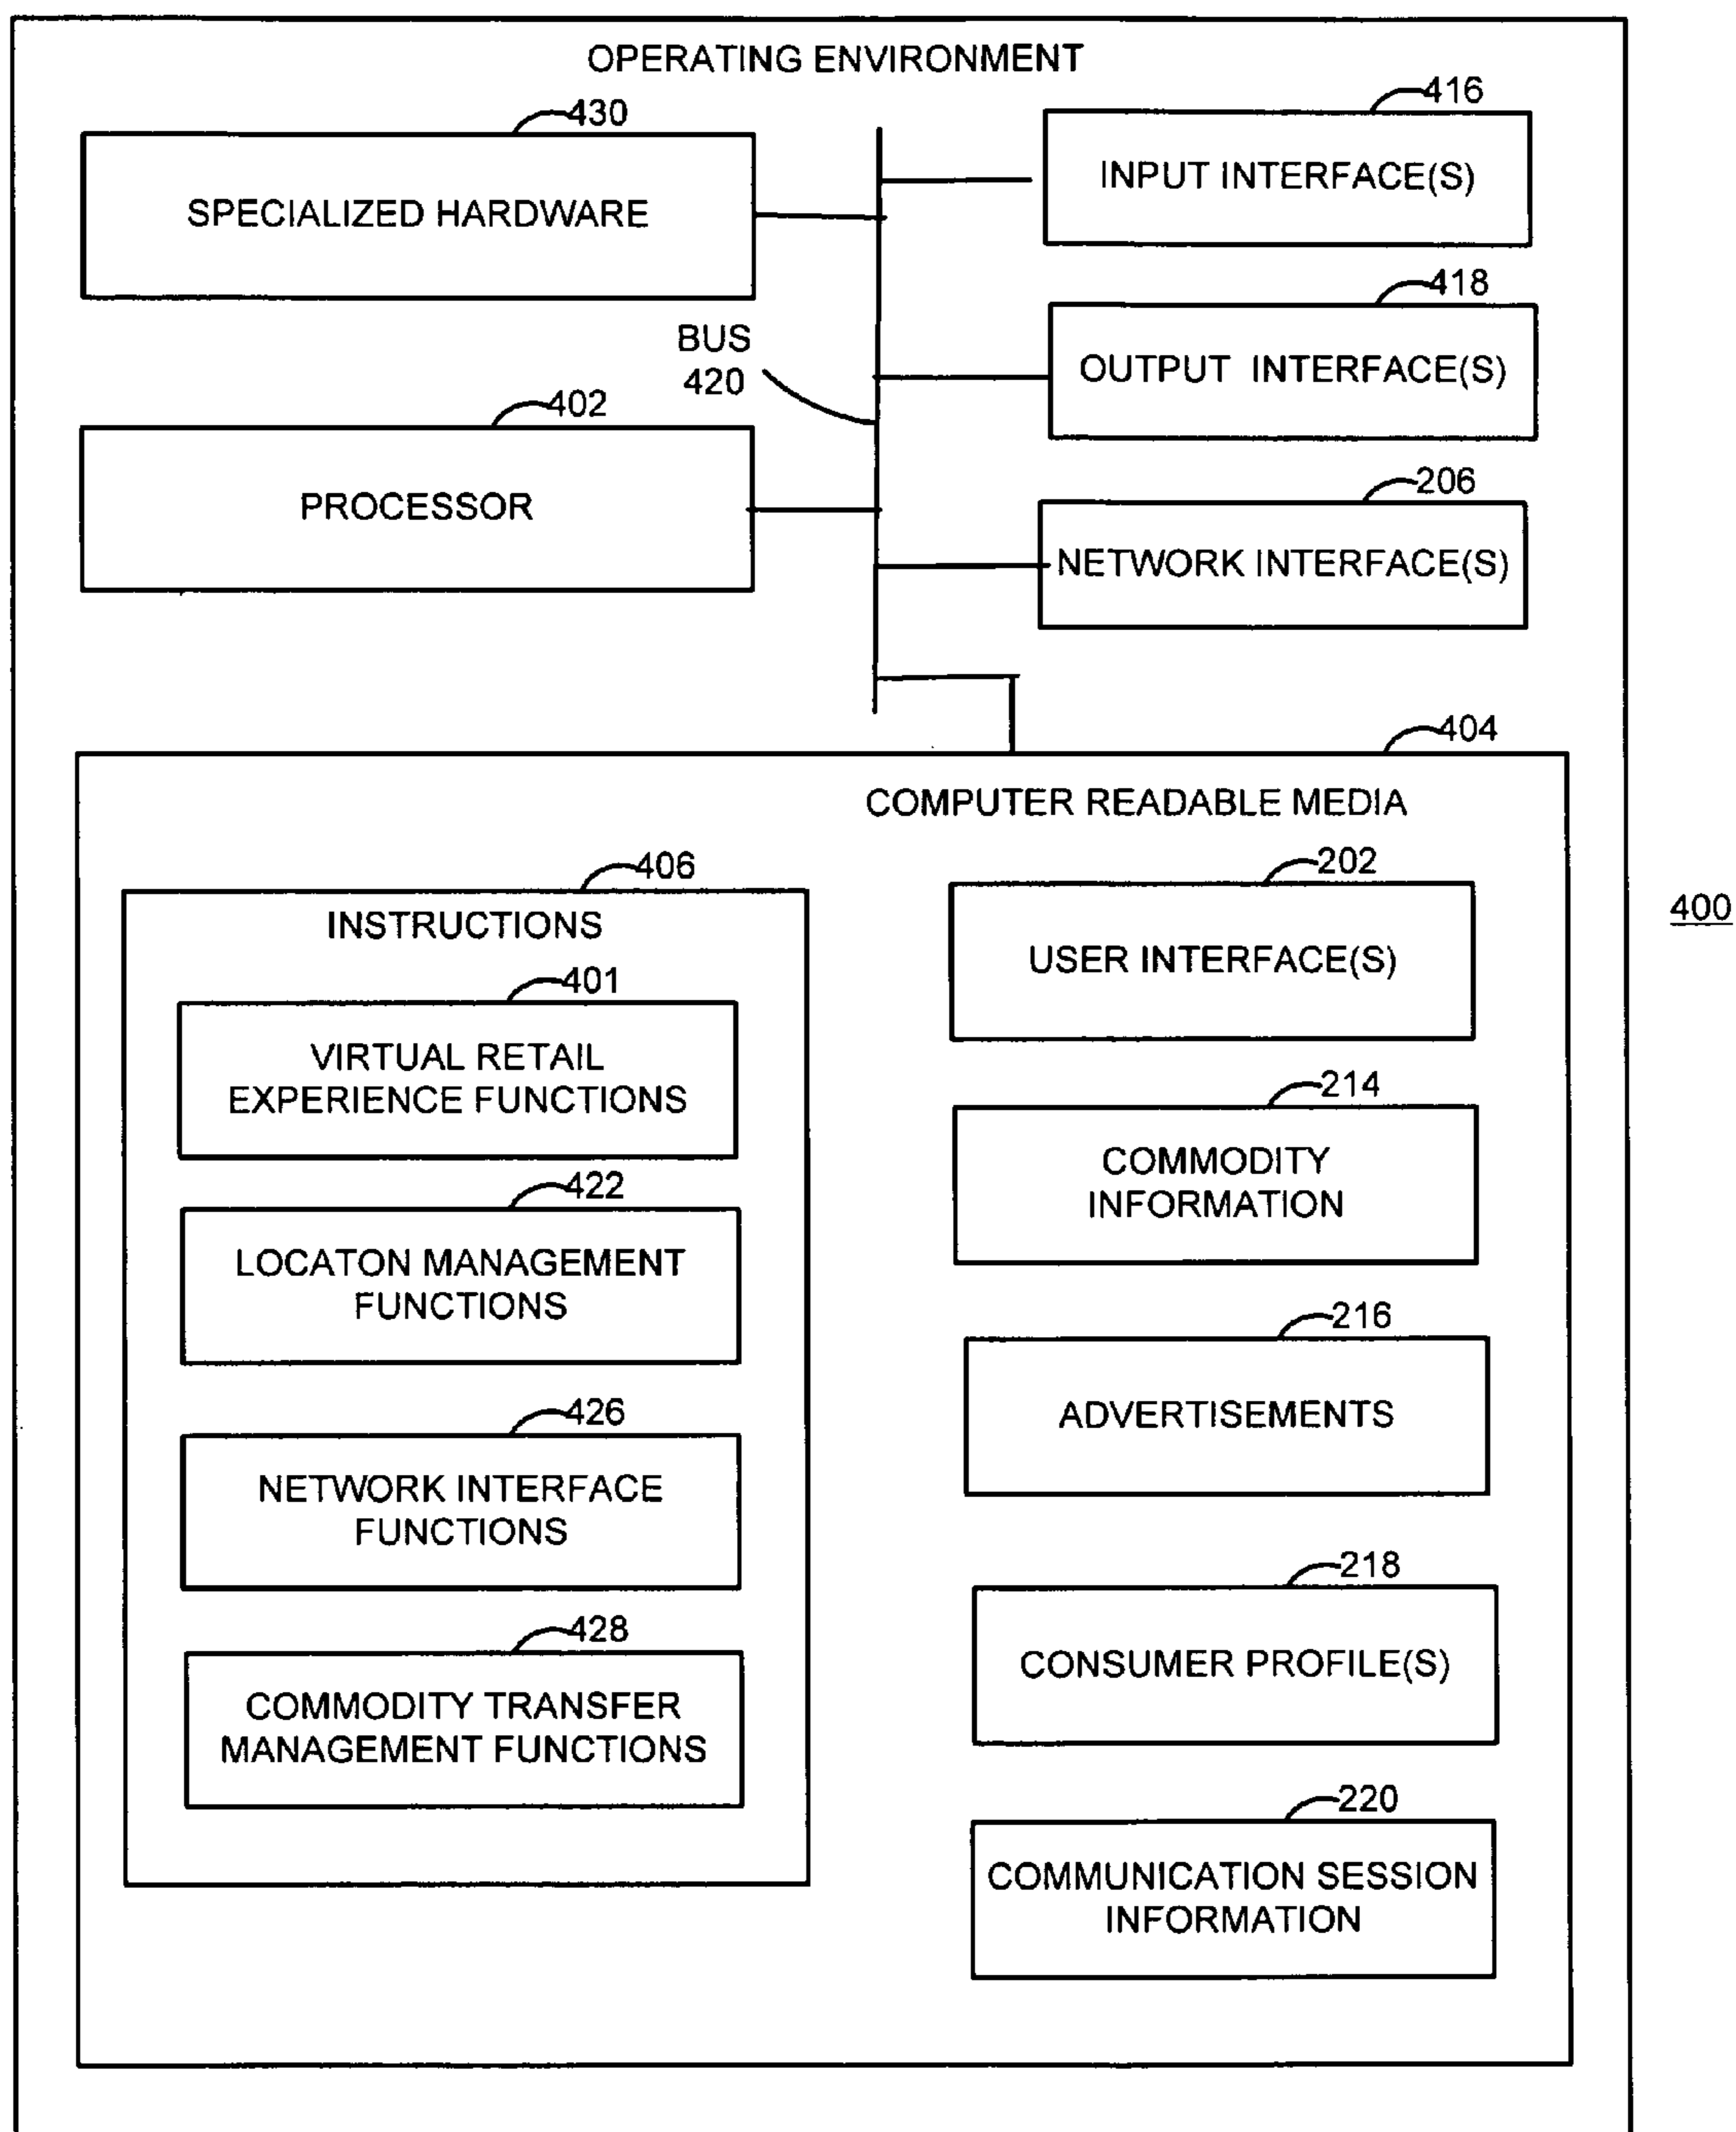 OPERATING ENVIRONMENT
430
SPECIALIZED HARDWARE
416
INPUT INTERFACE(S)
418
OUTPUT INTERFACE(S)
BUS
420
402
PROCESSOR
206
NETWORK INTERFACE(S)
404
COMPUTER READABLE MEDIA
406
INSTRUCTIONS
401
VIRTUAL RETAIL
EXPERIENCE FUNCTIONS
422
LOCATON MANAGEMENT
FUNCTIONS
426
NETWORK INTERFACE
FUNCTIONS
428
COMMODITY TRANSFER
MANAGEMENT FUNCTIONS
202
USER INTERFACE(S)
214
COMMODITY
INFORMATION
216
ADVERTISEMENTS
218
CONSUMER PROFILE(S)
220
COMMUNICATION SESSION
INFORMATION
400